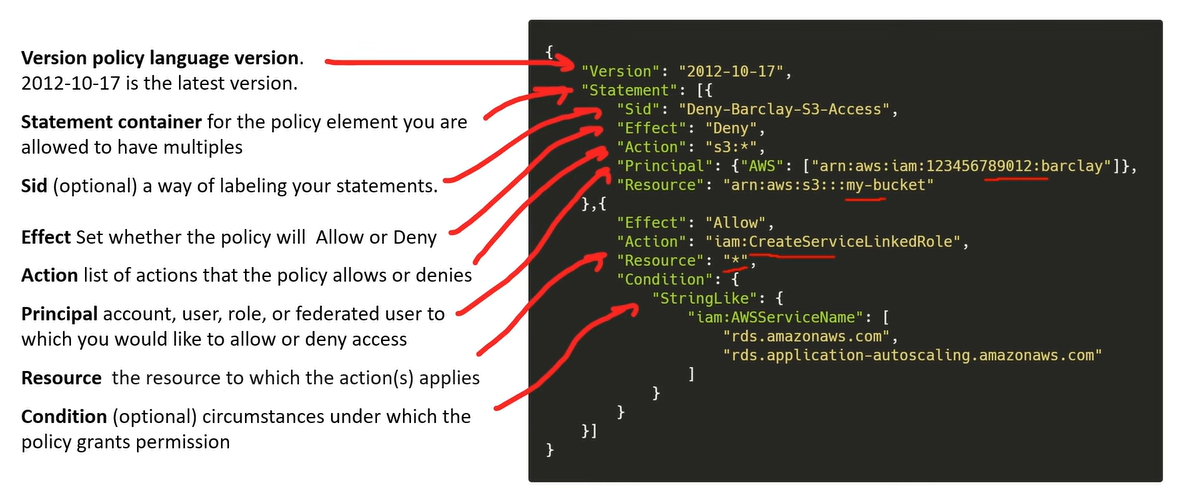 Version policy language version.
2012-10-17 is the latest version.
Statement container for the policy element you are
allowed to have multiples
Sid (optional) a way of labeling your statements.
Effect Set whether the policy will Allow or Deny
Action list of actions that the policy allows or denies
Principal account, user, role, or federated user to
which you would like to allow or deny access
Resource the resource to which the action(s) applies
Condition (optional) circumstances under which the
policy grants permission
{
"Version": "2012-10-17",
"Statement": [{
"Sid": "Deny-Barclay-S3-Access",
"Effect": "Deny",
"Action": "s3:*",
"Principal": {"AWS": ["arn:aws:iam:123456789012:barclay"]},
"Resource": "arn:aws:s3:::my-bucket"
},{
"Effect": "Allow",
"Action": "iam:CreateServiceLinkedRole",
"Resource": "*",
"Condition": {
"StringLike": {
"iam:AWSServiceName": [
"rds.amazonaws.com",
"rds.application-autoscaling.amazonaws.com"
]
}
}
}]
}